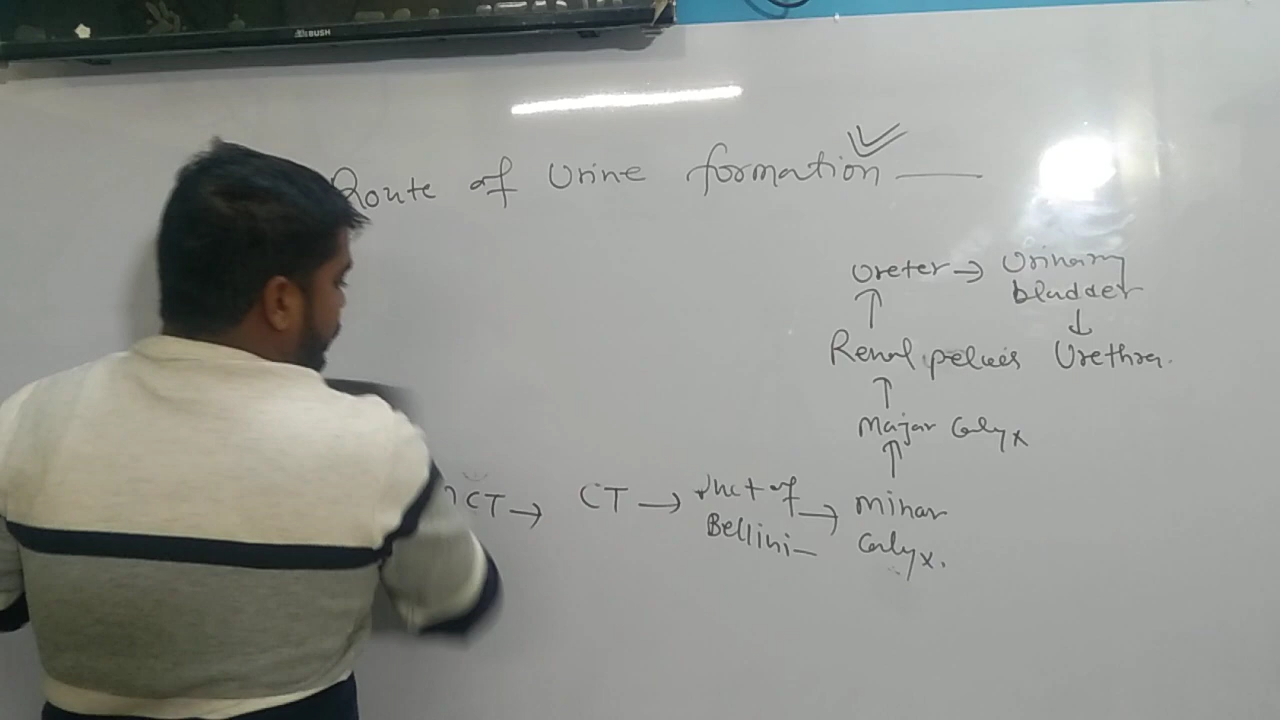 BUSH
Route of Urine formation
Ureter → Urinary
bladder
↑ ↓
Renal pelvis Urethra.
↑
Major Calyx
↑
CT → CT → Duct of → Minor
Bellini Calyx.